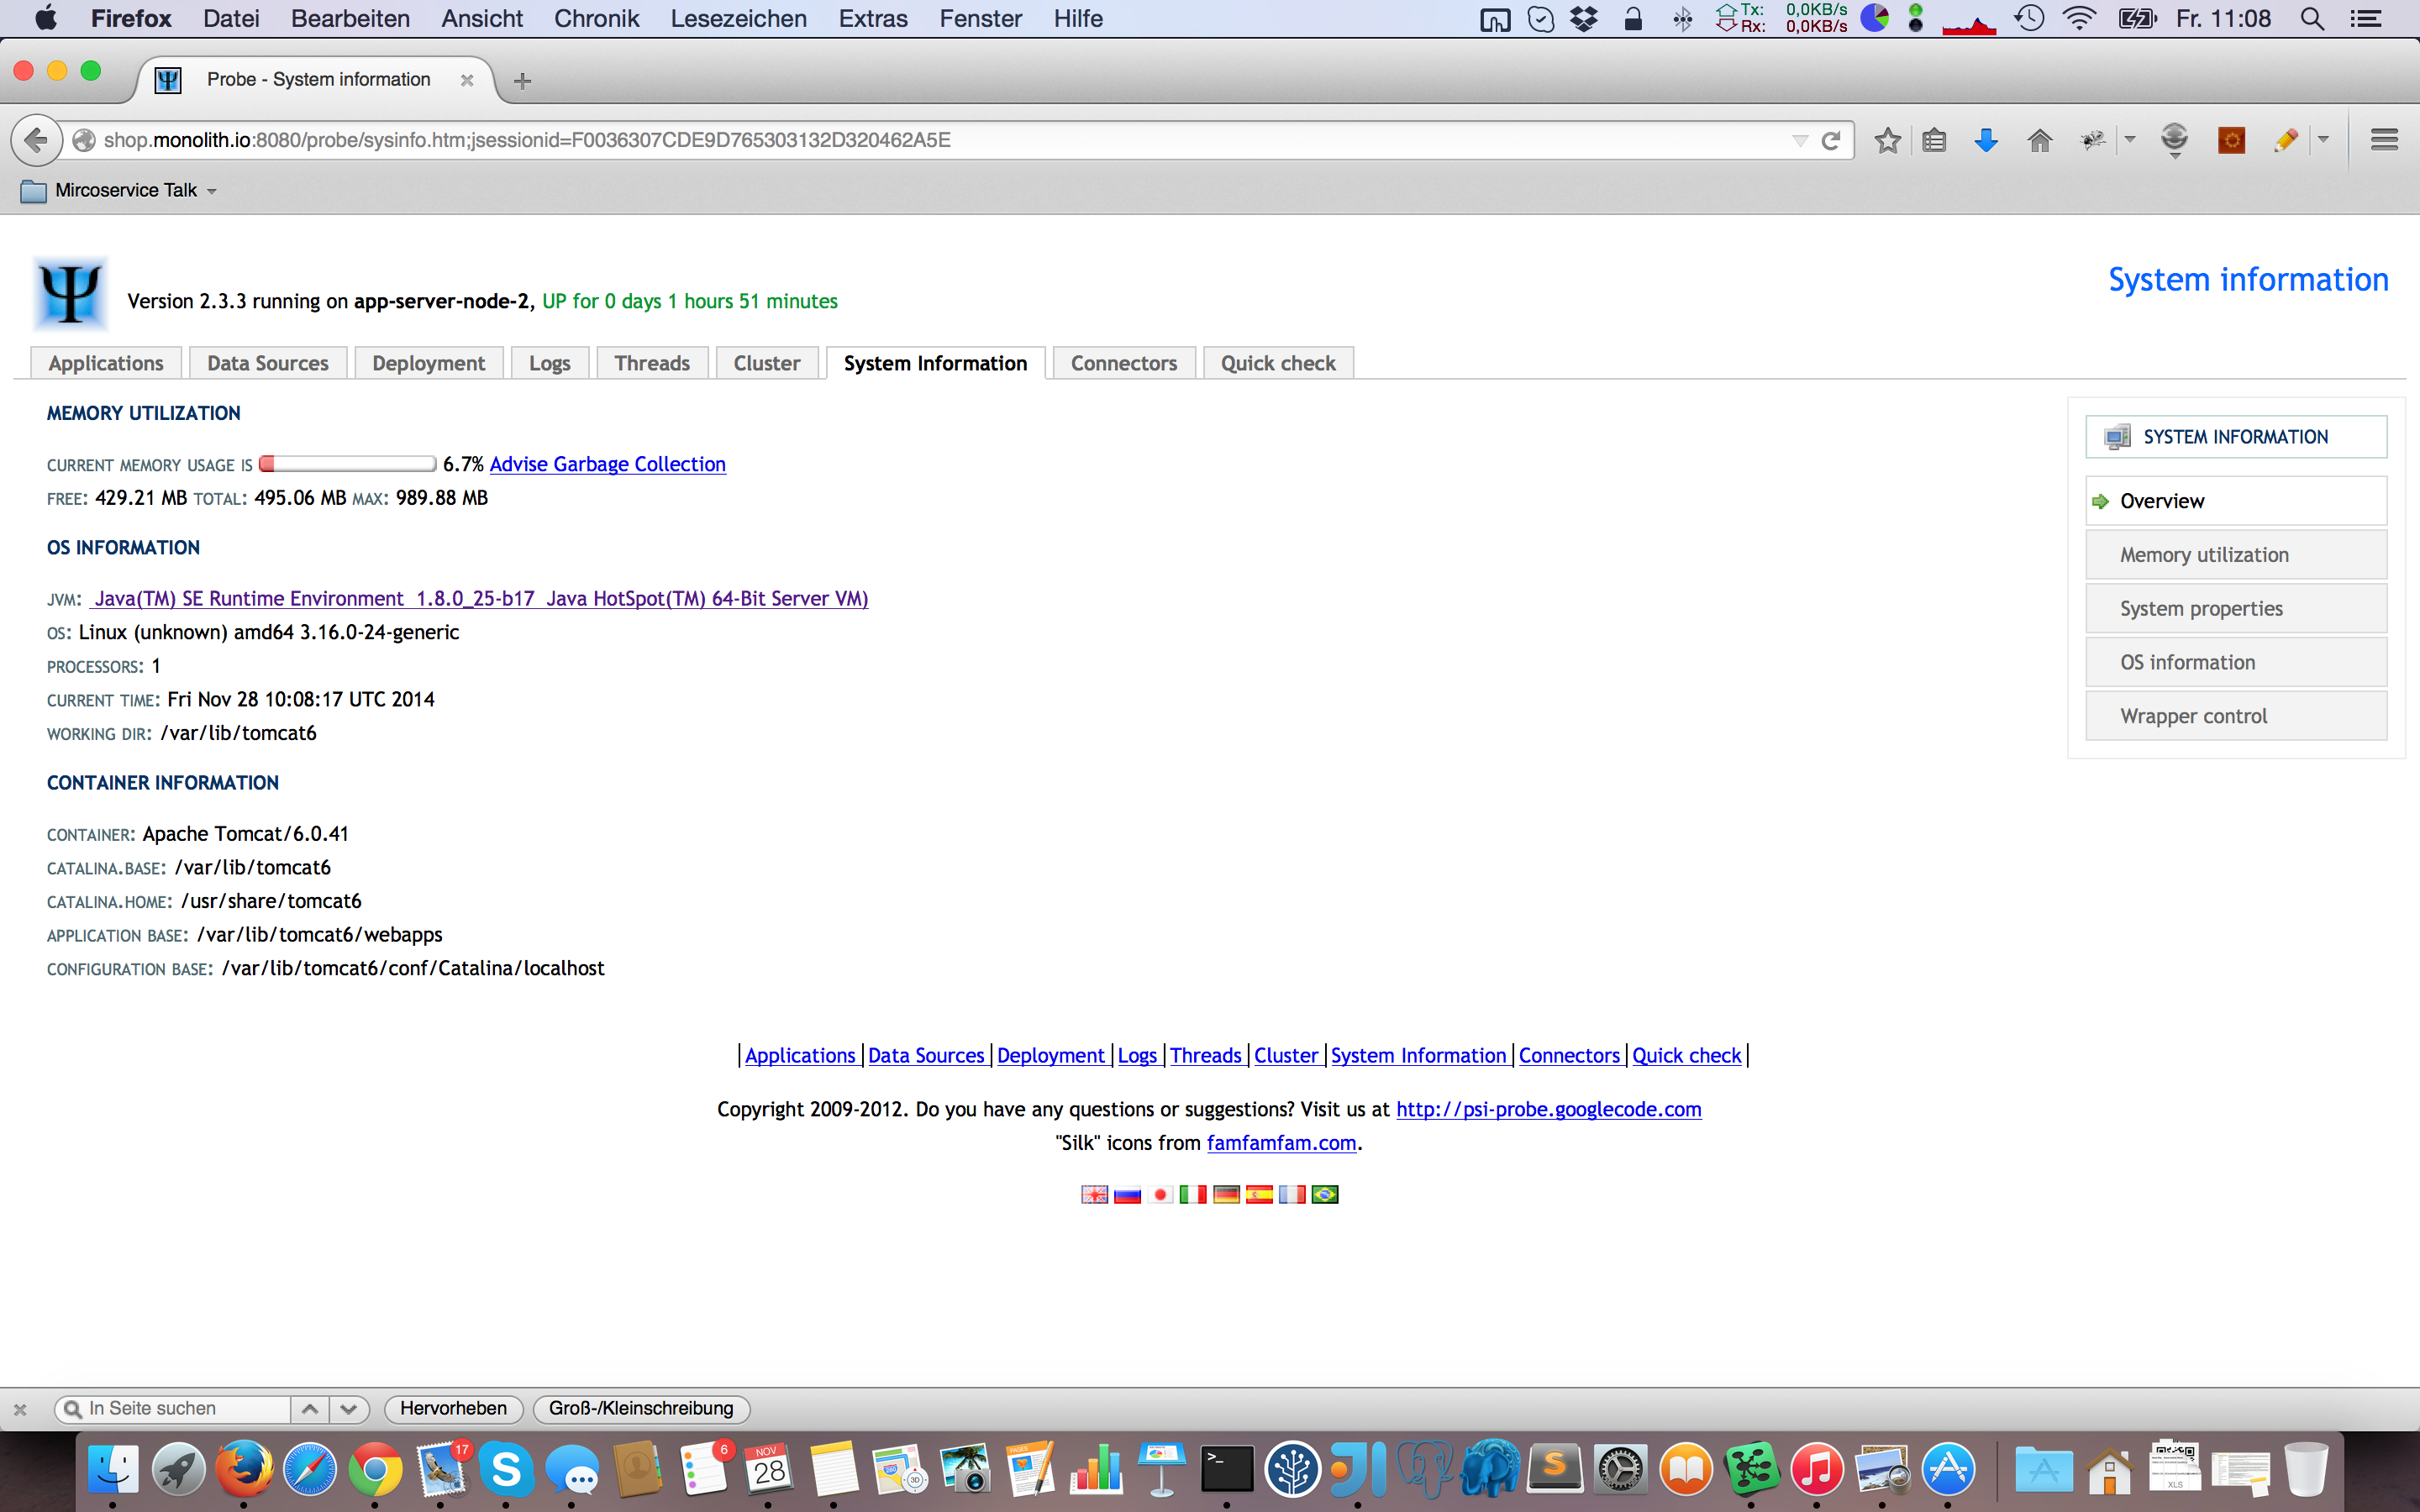 Firefox Datei Bearbeiten Ansicht Chronik Lesezeichen Extras Fenster Hilfe Tx: 0,0KB/s Rx: 0,0KB/s Fr. 11:08
Probe - System information
shop.monolith.io:8080/probe/sysinfo.htm;jsessionid=F0036307CDE9D765303132D320462A5E
Mircoservice Talk
System information
Version 2.3.3 running on app-server-node-2, UP for 0 days 1 hours 51 minutes
Applications Data Sources Deployment Logs Threads Cluster System Information Connectors Quick check
MEMORY UTILIZATION
CURRENT MEMORY USAGE IS 6.7% Advise Garbage Collection
FREE: 429.21 MB TOTAL: 495.06 MB MAX: 989.88 MB
OS INFORMATION
JVM: Java(TM) SE Runtime Environment 1.8.0_25-b17 Java HotSpot(TM) 64-Bit Server VM)
OS: Linux (unknown) amd64 3.16.0-24-generic
PROCESSORS: 1
CURRENT TIME: Fri Nov 28 10:08:17 UTC 2014
WORKING DIR: /var/lib/tomcat6
CONTAINER INFORMATION
CONTAINER: Apache Tomcat/6.0.41
CATALINA.BASE: /var/lib/tomcat6
CATALINA.HOME: /usr/share/tomcat6
APPLICATION BASE: /var/lib/tomcat6/webapps
CONFIGURATION BASE: /var/lib/tomcat6/conf/Catalina/localhost
SYSTEM INFORMATION
Overview
Memory utilization
System properties
OS information
Wrapper control
| Applications | Data Sources | Deployment | Logs | Threads | Cluster | System Information | Connectors | Quick check |
Copyright 2009-2012. Do you have any questions or suggestions? Visit us at http://psi-probe.googlecode.com
"Silk" icons from famfamfam.com.
In Seite suchen Hervorheben Groß-/Kleinschreibung
17 6 NOV 28 PAGES 3D >_ XLS